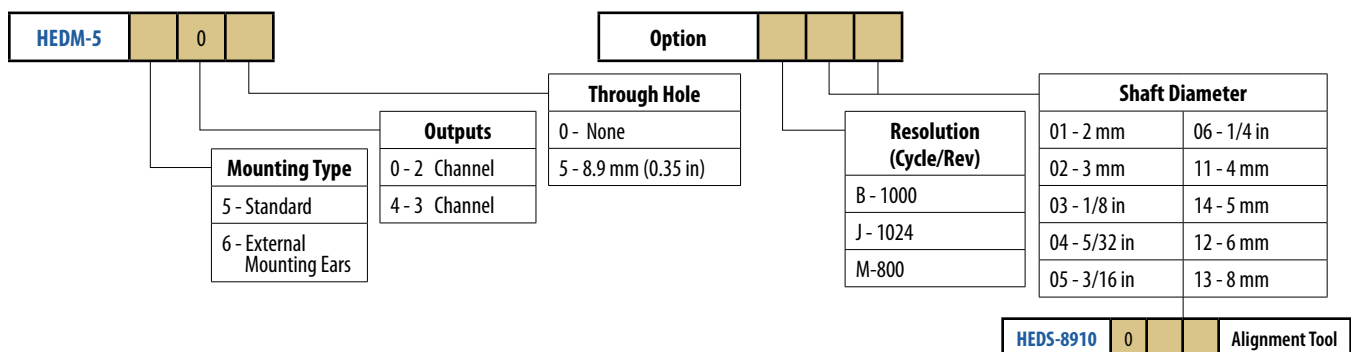 HEDM-5 0
Option
Through Hole
0 - None
5 - 8.9 mm (0.35 in)
Outputs
0 - 2 Channel
4 - 3 Channel
Mounting Type
5 - Standard
6 - External
Mounting Ears
Resolution
(Cycle/Rev)
B - 1000
J - 1024
M-800
Shaft Diameter
01 - 2 mm 06 - 1/4 in
02 - 3 mm 11 - 4 mm
03 - 1/8 in 14 - 5 mm
04 - 5/32 in 12 - 6 mm
05 - 3/16 in 13 - 8 mm
HEDS-8910 0 Alignment Tool